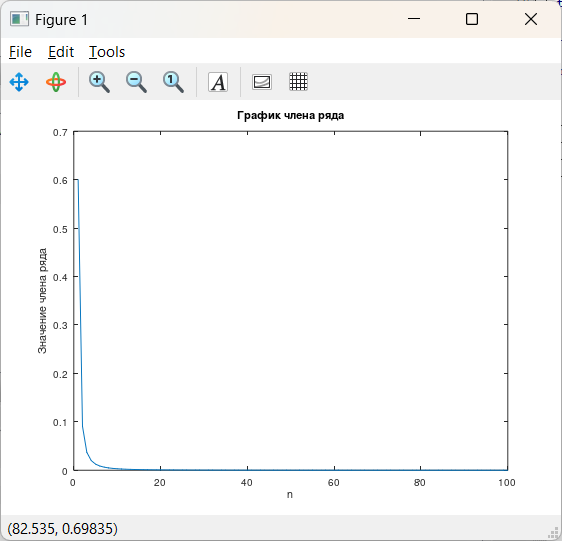 Figure 1
File Edit Tools
A
1
График члена ряда
Значение члена ряда
0.7
0.6
0.5
0.4
0.3
0.2
0.1
0
0 20 40 60 80 100
n
(82.535, 0.69835)